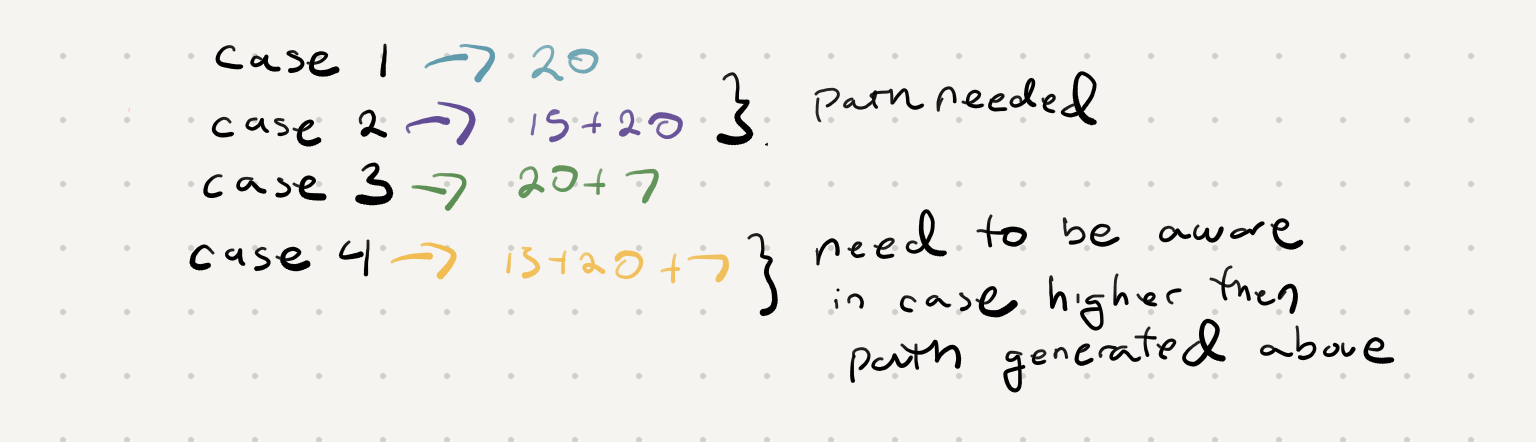 case 1 → 20
case 2 → 15+20 } path needed
case 3 → 20+7
case 4 → 15+20+7 } need to be aware
in case higher then
path generated above